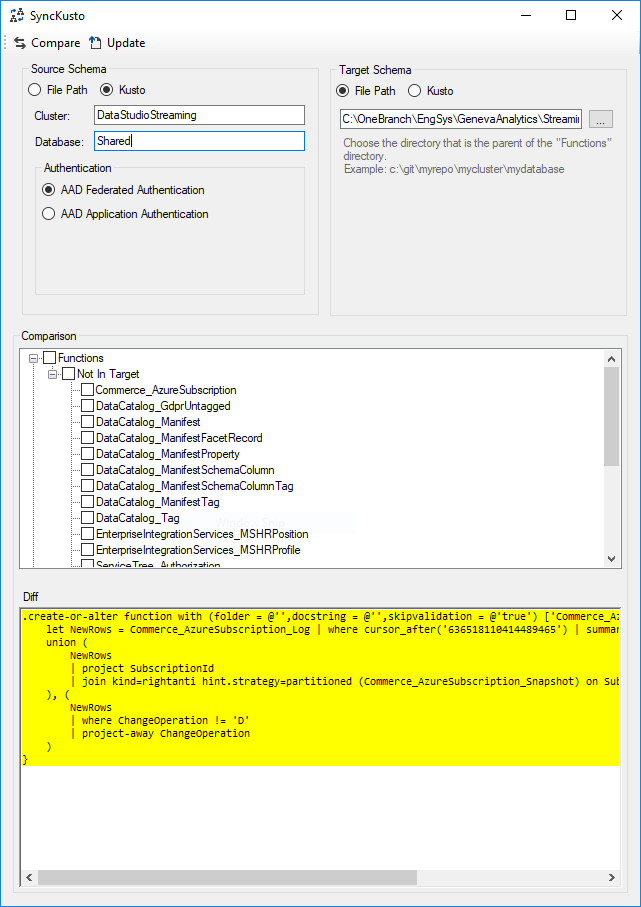 SyncKusto
Compare Update
Source Schema
File Path Kusto
Cluster: DataStudioStreaming
Database: Shared
Authentication
AAD Federated Authentication
AAD Application Authentication
Target Schema
File Path Kusto
C:\OneBranch\EngSys\GenevaAnalytics\Streamin ...
Choose the directory that is the parent of the "Functions"
directory.
Example: c:\git\myrepo\mycluster\mydatabase
Comparison
Functions
Not In Target
Commerce_AzureSubscription
DataCatalog_GdprUntagged
DataCatalog_Manifest
DataCatalog_ManifestFacetRecord
DataCatalog_ManifestProperty
DataCatalog_ManifestSchemaColumn
DataCatalog_ManifestSchemaColumnTag
DataCatalog_ManifestTag
DataCatalog_Tag
EnterpriseIntegrationServices_MSHRPosition
EnterpriseIntegrationServices_MSHRProfile
ServiceTree_Authorization
Diff
.create-or-alter function with (folder = @'',docstring = @'',skipvalidation = @'true') ['Commerce_Az
let NewRows = Commerce_AzureSubscription_Log | where cursor_after('636518110414489465') | summar
union (
NewRows
| project SubscriptionId
| join kind=rightanti hint.strategy=partitioned (Commerce_AzureSubscription_Snapshot) on Sub
), (
NewRows
| where ChangeOperation != 'D'
| project-away ChangeOperation
)
}